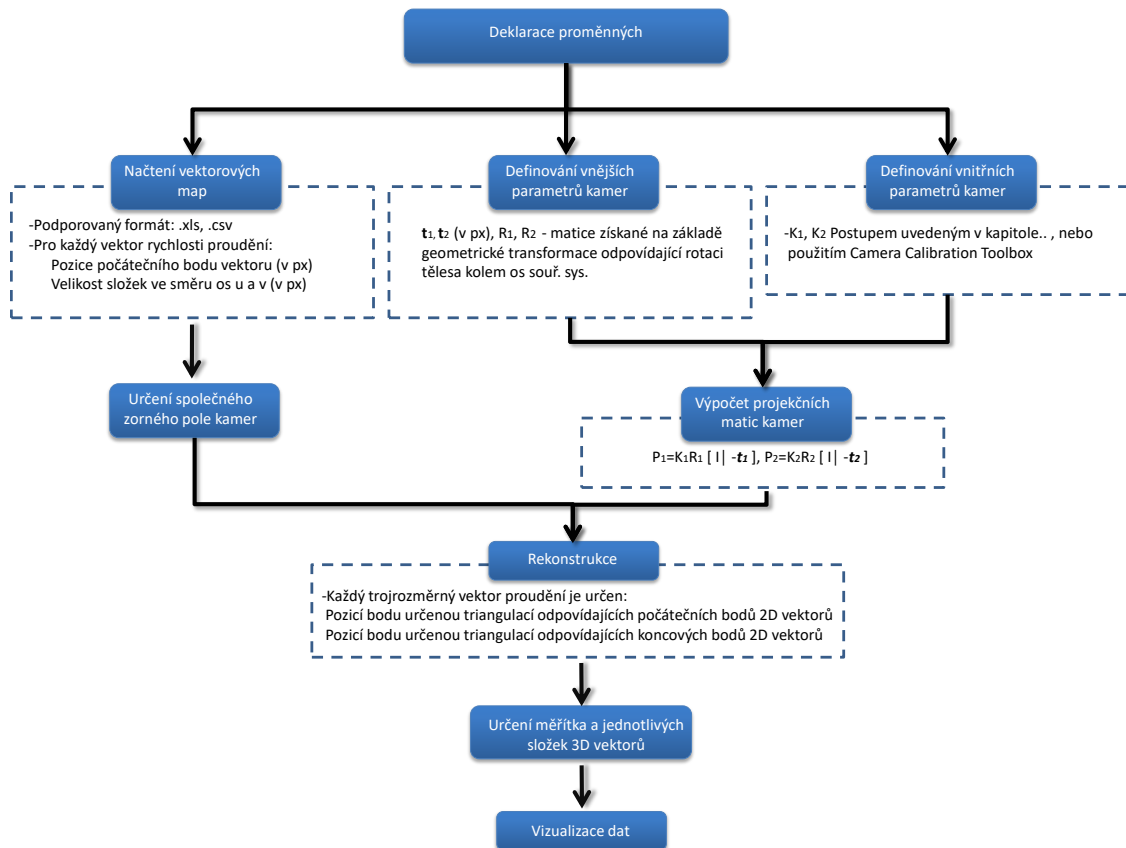 Deklarace proměnných
Načtení vektorových
map
-Podporovaný formát: .xls, .csv
-Pro každý vektor rychlosti proudění:
Pozice počátečního bodu vektoru (v px)
Velikost složek ve směru os u a v (v px)
Definování vnějších
parametrů kamer
t₁, t₂ (v px), R₁, R₂ - matice získané na základě
geometrické transformace odpovídající rotaci
tělesa kolem os souř. sys.
Definování vnitřních
parametrů kamer
-K₁, K₂ Postupem uvedeným v kapitole.. , nebo
použitím Camera Calibration Toolbox
Určení společného
zorného pole kamer
Výpočet projekčních
matic kamer
P₁=K₁R₁ [ I| -t₁ ], P₂=K₂R₂ [ I| -t₂ ]
Rekonstrukce
-Každý trojrozměrný vektor proudění je určen:
Pozicí bodu určenou triangulací odpovídajících počátečních bodů 2D vektorů
Pozicí bodu určenou triangulací odpovídajících koncových bodů 2D vektorů
Určení měřítka a jednotlivých
složek 3D vektorů
Vizualizace dat